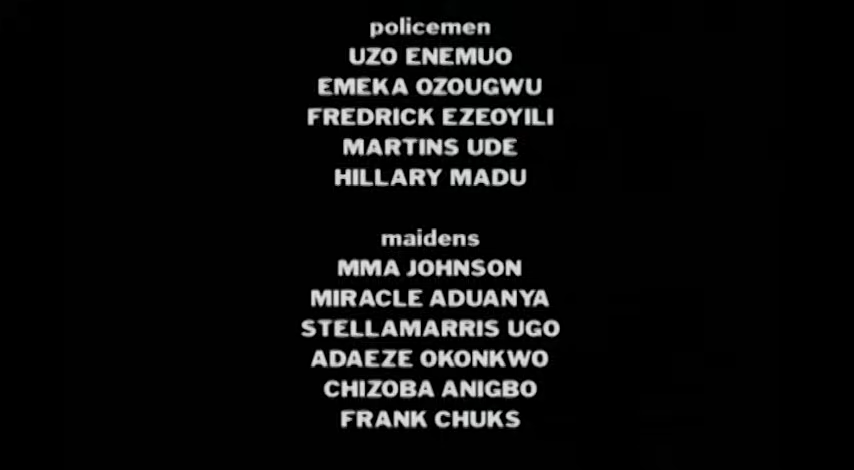 policemen
UZO ENEMUO
EMEKA OZOUGWU
FREDRICK EZEOYILI
MARTINS UDE
HILLARY MADU
maidens
MMA JOHNSON
MIRACLE ADUANYA
STELLAMARRIS UGO
ADAEZE OKONKWO
CHIZOBA ANIGBO
FRANK CHUKS